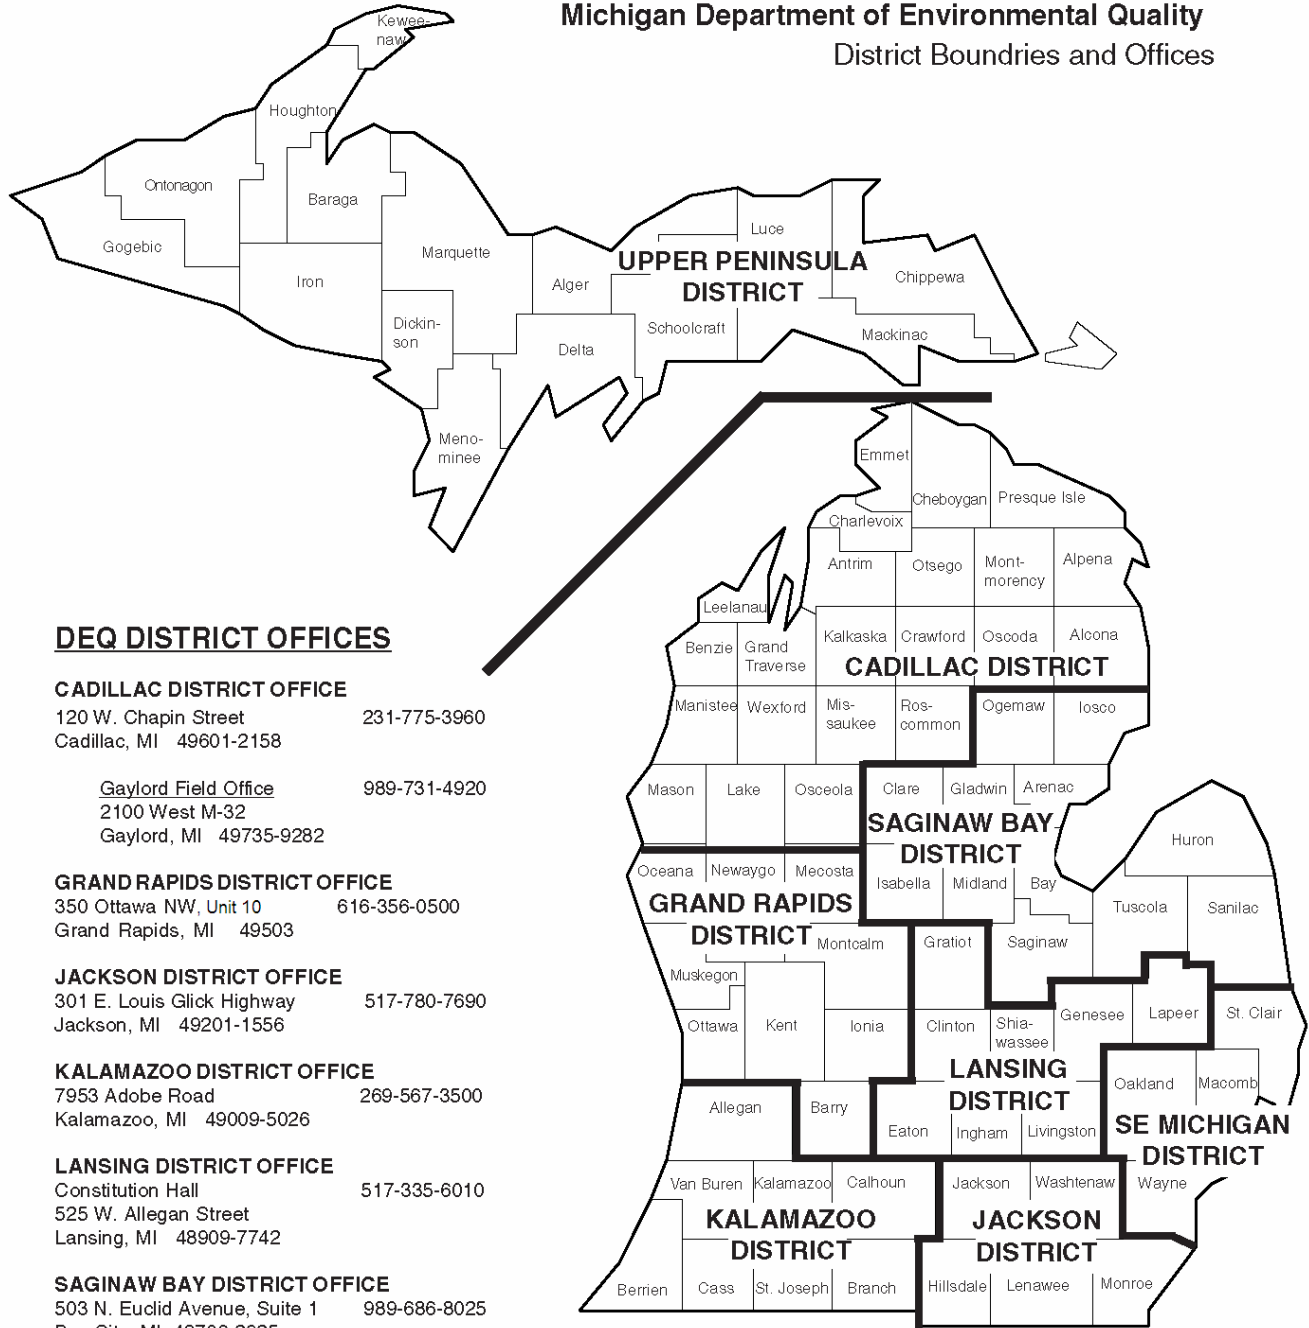 Michigan Department of Environmental Quality
District Boundries and Offices
Kewee-
naw
Houghton
Ontonagon
Baraga
Gogebic
Marquette
Iron
Luce
UPPER PENINSULA
DISTRICT
Alger
Chippewa
Dickin-
son
Schoolcraft
Mackinac
Delta
Meno-
minee
Emmet
Cheboygan
Presque Isle
Charlevoix
Antrim
Otsego
Mont-
morency
Alpena
Leelanau
Benzie
Grand
Traverse
Kalkaska
Crawford
Oscoda
Alcona
CADILLAC DISTRICT
Manistee
Wexford
Mis-
saukee
Ros-
common
Ogemaw
Iosco
Mason
Lake
Osceola
Clare
Gladwin
Arenac
SAGINAW BAY
DISTRICT
Huron
Oceana
Newaygo
Mecosta
Isabella
Midland
Bay
Tuscola
Sanilac
GRAND RAPIDS
DISTRICT
Montcalm
Gratiot
Saginaw
Muskegon
Ottawa
Kent
Ionia
Clinton
Shia-
wassee
Genesee
Lapeer
St. Clair
LANSING
DISTRICT
Oakland
Macomb
Allegan
Barry
Eaton
Ingham
Livingston
SE MICHIGAN
DISTRICT
Van Buren
Kalamazoo
Calhoun
Jackson
Washtenaw
Wayne
KALAMAZOO
DISTRICT
JACKSON
DISTRICT
Berrien
Cass
St. Joseph
Branch
Hillsdale
Lenawee
Monroe
DEQ DISTRICT OFFICES
CADILLAC DISTRICT OFFICE
120 W. Chapin Street 231-775-3960
Cadillac, MI 49601-2158
Gaylord Field Office 989-731-4920
2100 West M-32
Gaylord, MI 49735-9282
GRAND RAPIDS DISTRICT OFFICE
350 Ottawa NW, Unit 10 616-356-0500
Grand Rapids, MI 49503
JACKSON DISTRICT OFFICE
301 E. Louis Glick Highway 517-780-7690
Jackson, MI 49201-1556
KALAMAZOO DISTRICT OFFICE
7953 Adobe Road 269-567-3500
Kalamazoo, MI 49009-5026
LANSING DISTRICT OFFICE
Constitution Hall 517-335-6010
525 W. Allegan Street
Lansing, MI 48909-7742
SAGINAW BAY DISTRICT OFFICE
503 N. Euclid Avenue, Suite 1 989-686-8025